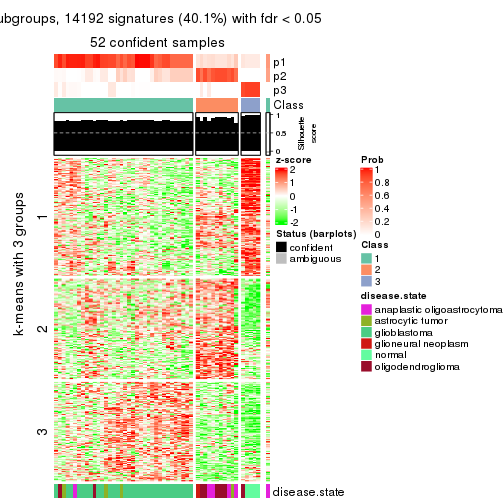 ubgroups, 14192 signatures (40.1%) with fdr < 0.05
52 confident samples
p1
p2
p3
Class
1
0.5
0
Silhouette
score
k-means with 3 groups
1
2
3
z-score
2
1
0
-1
-2
Status (barplots)
confident
ambiguous
Prob
1
0.8
0.6
0.4
0.2
0
Class
1
2
3
disease.state
anaplastic oligoastrocytoma
astrocytic tumor
glioblastoma
glioneural neoplasm
normal
oligodendroglioma
disease.state